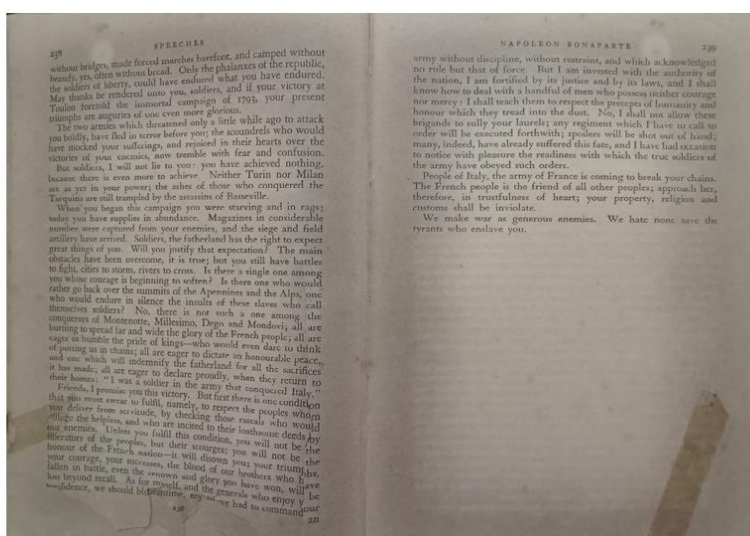 238
SPEECHES
without bridges, made forced marches barefoot, and camped without
brandy, yes, often without bread. Only the phalanxes of the republic,
the soldiers of liberty, could have endured what you have endured.
May thanks be rendered unto you, soldiers, and if your victory at
Toulon foretold the immortal campaign of 1793, your present
triumphs are auguries of one even more glorious.
The two armies which threatened only a little while ago to attack
you boldly, have fled in terror before you; the scoundrels who would
have mocked your sufferings, and rejoiced in their hearts over the
victories of your enemies, now tremble with fear and confusion.
But soldiers, I will not lie to you: you have achieved nothing,
because there is even more to achieve. Neither Turin nor Milan
are as yet in your power; the ashes of those who conquered the
Tarquins are still trampled by the assassins of Basseville.
When you began this campaign you were starving and in rags;
today you have supplies in abundance. Magazines in considerable
number were captured from your enemies, and the siege and field
artillery have arrived. Soldiers, the fatherland has the right to expect
great things of you. Will you justify that expectation? The main
obstacles have been overcome, it is true; but you still have battles
to fight, cities to storm, rivers to cross. Is there a single one among
you whose courage is beginning to soften? Is there one who would
rather go back over the summits of the Apennines and the Alps, one
who would endure in silence the insults of these slaves who call
themselves soldiers? No, there is not such a one among the
conquerors of Montenotte, Millesimo, Dego and Mondovi; all are
burning to spread far and wide the glory of the French people; all are
eager to humble the pride of kings—who would even dare to think
of putting us in chains; all are eager to dictate an honourable peace,
and one which will indemnify the fatherland for all the sacrifices
it has made; all are eager to declare proudly, when they return to
their homes: "I was a soldier in the army that conquered Italy."
Friends, I promise you this victory. But first there is one condition
that you must swear to fulfil, namely, to respect the peoples whom
you deliver from servitude, by checking those rascals who would
pillage the helpless, and who are incited to their loathsome deeds by
our enemies. Unless you fulfil this condition, you will not be the
liberators of the peoples, but their scourges; you will not be the
honour of the French nation—it will disown you; your triumphs,
your courage, your successes, the blood of our brothers who have
fallen in battle, even the renown and glory you have won, will be
lost beyond recall. As for myself, and the generals who enjoy your
confidence, we should had to command an
238
NAPOLEON BONAPARTE
239
army without discipline, without restraint, and which acknowledged
no rule but that of force. But I am invested with the authority of
the nation, I am fortified by its justice and by its laws, and I shall
know how to deal with a handful of men who possess neither courage
nor mercy: I shall teach them to respect the precepts of humanity and
honour which they tread into the dust. No, I shall not allow these
brigands to sully your laurels; any regiment which I have to call to
order will be executed forthwith; spoilers will be shot out of hand;
many, indeed, have already suffered this fate, and I have had occasion
to notice with pleasure the readiness with which the true soldiers of
the army have obeyed such orders.
People of Italy, the army of France is coming to break your chains.
The French people is the friend of all other peoples; approach her,
therefore, in trustfulness of heart; your property, religion and
customs shall be inviolate.
We make war as generous enemies. We hate none save the
tyrants who enslave you.